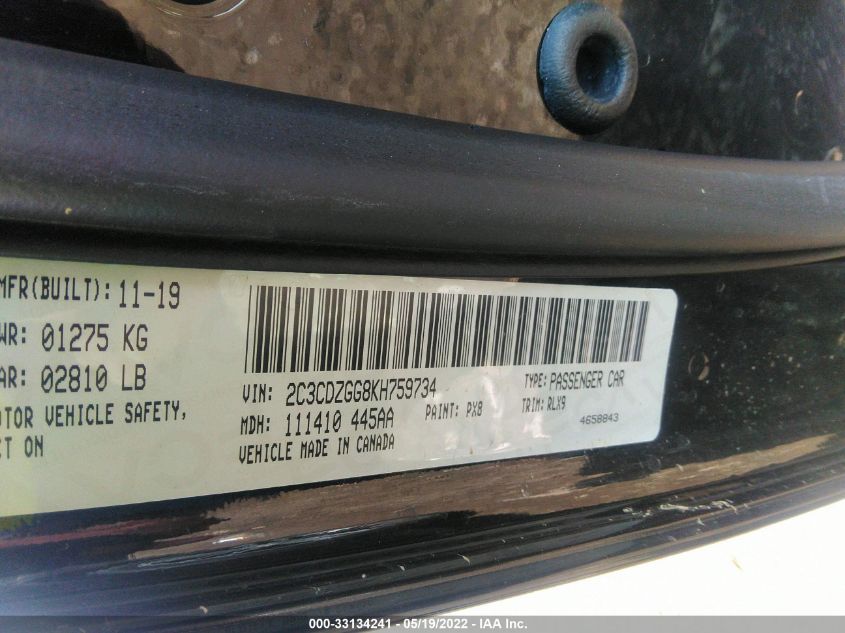 MFR(BUILT): 11-19
WR: 01275 KG
AR: 02810 LB
OTOR VEHICLE SAFETY,
CT ON
VIN: 2C3CDZGG8KH759734
TYPE: PASSENGER CAR
MDH: 111410 445AA
PAINT: PX8
TRIM: RLX9
VEHICLE MADE IN CANADA
4658843
000-33134241 - 05/19/2022 - IAA Inc.